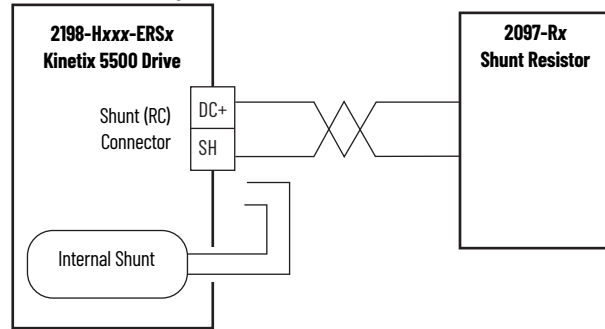 2198-Hxxx-ERSx
Kinetix 5500 Drive
2097-Rx
Shunt Resistor
Shunt (RC)
Connector
DC+
SH
Internal Shunt